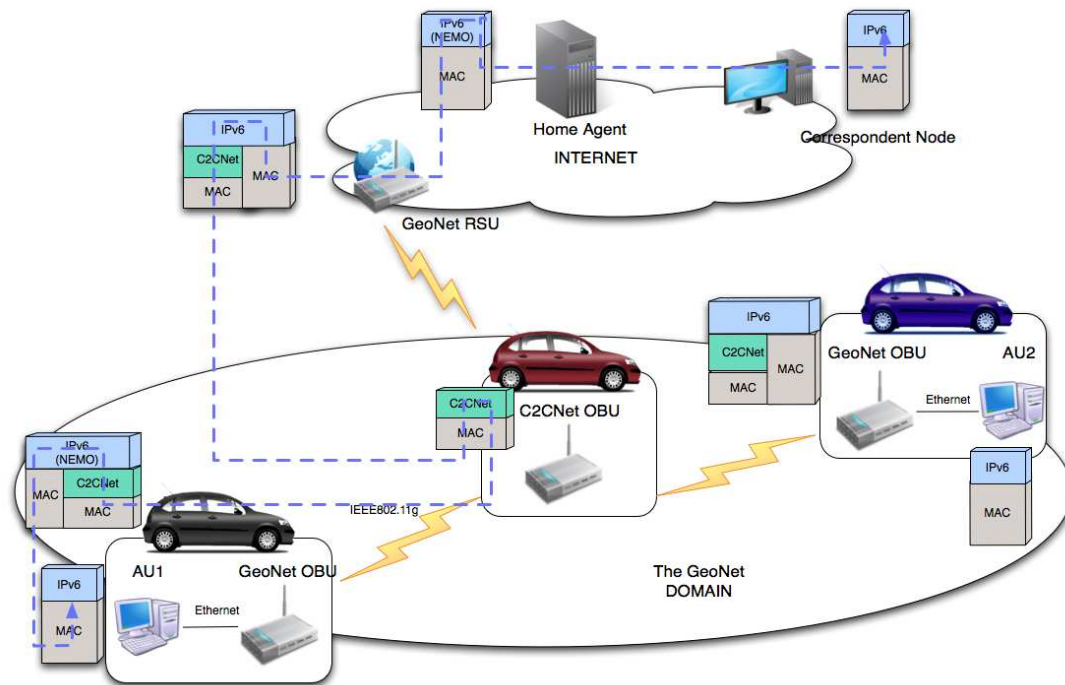 IPv6
(NEMO)
MAC
Home Agent
INTERNET
IPv6
MAC
Correspondent Node
IPv6
C2CNet
MAC
MAC
GeoNet RSU
IPv6
C2CNet
MAC
MAC
GeoNet OBU
AU2
Ethernet
IPv6
MAC
C2CNet
MAC
C2CNet OBU
IPv6
(NEMO)
MAC
C2CNet
MAC
IEEE802.11g
AU1
GeoNet OBU
IPv6
MAC
Ethernet
The GeoNet
DOMAIN